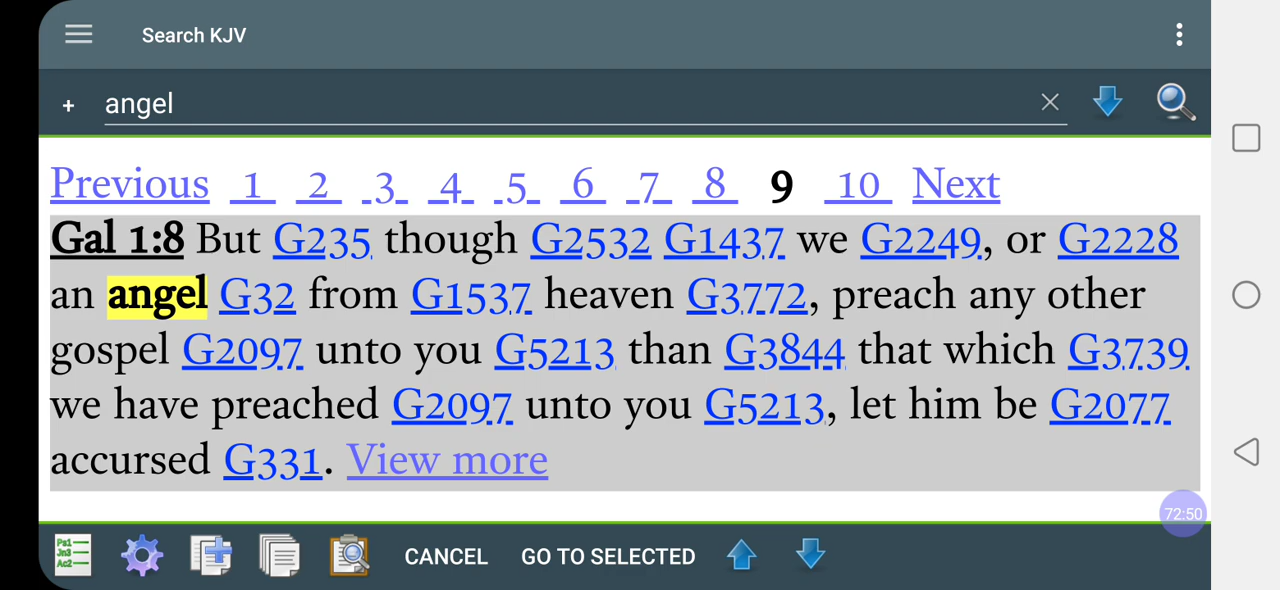 Search KJV
+ angel
Previous 1 2 3 4 5 6 7 8 9 10 Next
Gal 1:8 But G235 though G2532 G1437 we G2249, or G2228
an angel G32 from G1537 heaven G3772, preach any other
gospel G2097 unto you G5213 than G3844 that which G3739
we have preached G2097 unto you G5213, let him be G2077
accursed G331. View more
72:50
Ps1
Jn3
Ac2
CANCEL GO TO SELECTED